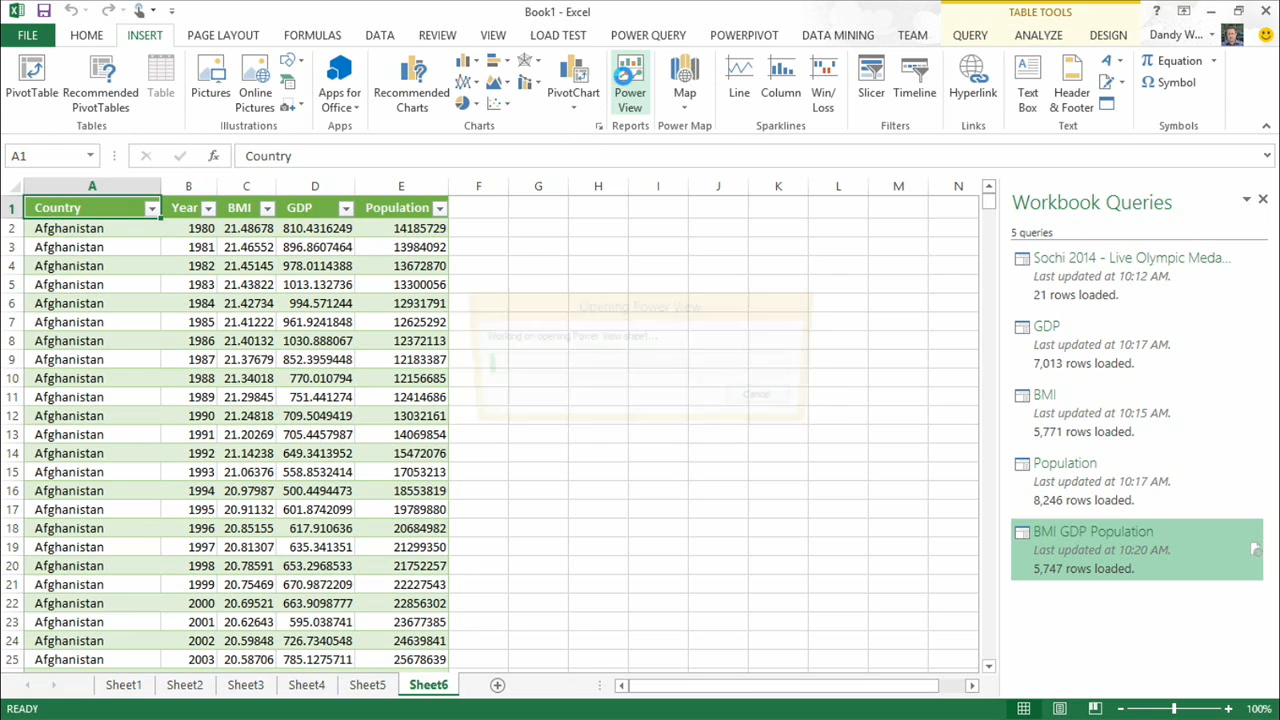 Book1 - Excel
TABLE TOOLS
FILE HOME INSERT PAGE LAYOUT FORMULAS DATA REVIEW VIEW LOAD TEST POWER QUERY POWERPIVOT DATA MINING TEAM QUERY ANALYZE DESIGN Dandy W...
PivotTable
Recommended PivotTables
Table
Pictures
Online Pictures
Apps for Office
Recommended Charts
PivotChart
Power View
Map
Line
Column
Win/ Loss
Slicer
Timeline
Hyperlink
Text Box
Header & Footer
Equation
Symbol
Tables Illustrations Apps Charts Reports Power Map Sparklines Filters Links Text Symbols
A1 fx Country
A B C D E F G H I J K L M N
1 Country Year BMI GDP Population
2 Afghanistan 1980 21.48678 810.4316249 14185729
3 Afghanistan 1981 21.46552 896.8607464 13984092
4 Afghanistan 1982 21.45145 978.0114388 13672870
5 Afghanistan 1983 21.43822 1013.132736 13300056
6 Afghanistan 1984 21.42734 994.571244 12931791
7 Afghanistan 1985 21.41222 961.9241848 12625292
8 Afghanistan 1986 21.40132 1030.888067 12372113
9 Afghanistan 1987 21.37679 852.3959448 12183387
10 Afghanistan 1988 21.34018 770.010794 12156685
11 Afghanistan 1989 21.29845 751.441274 12414686
12 Afghanistan 1990 21.24818 709.5049419 13032161
13 Afghanistan 1991 21.20269 705.4457987 14069854
14 Afghanistan 1992 21.14238 649.3413952 15472076
15 Afghanistan 1993 21.06376 558.8532414 17053213
16 Afghanistan 1994 20.97987 500.4494473 18553819
17 Afghanistan 1995 20.91132 601.8742099 19789880
18 Afghanistan 1996 20.85155 617.910636 20684982
19 Afghanistan 1997 20.81307 635.341351 21299350
20 Afghanistan 1998 20.78591 653.2968533 21752257
21 Afghanistan 1999 20.75469 670.9872209 22227543
22 Afghanistan 2000 20.69521 663.9098777 22856302
23 Afghanistan 2001 20.62643 595.038741 23677385
24 Afghanistan 2002 20.59848 726.7340548 24639841
25 Afghanistan 2003 20.58706 785.1275711 25678639
Opening Power View
Working on opening Power View sheet...
Cancel
Workbook Queries
5 queries
Sochi 2014 - Live Olympic Meda...
Last updated at 10:12 AM.
21 rows loaded.
GDP
Last updated at 10:17 AM.
7,013 rows loaded.
BMI
Last updated at 10:15 AM.
5,771 rows loaded.
Population
Last updated at 10:17 AM.
8,246 rows loaded.
BMI GDP Population
Last updated at 10:20 AM.
5,747 rows loaded.
Sheet1 Sheet2 Sheet3 Sheet4 Sheet5 Sheet6
READY 100%